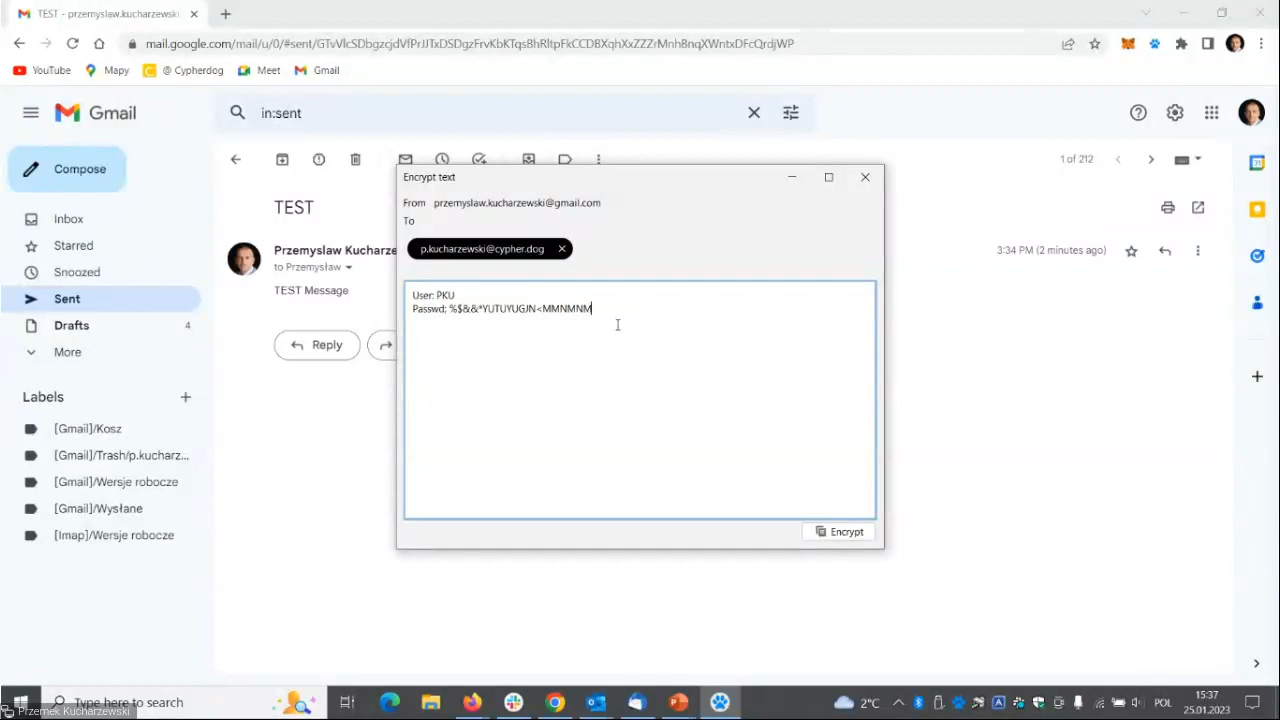 TEST - przemyslaw.kucharzewski
mail.google.com/mail/u/0/#sent/
YouTube
Mapy
@ Cypherdog
Meet
Gmail
Gmail
in:sent
Compose
Inbox
Starred
Snoozed
Sent
Drafts
4
More
Labels
[Gmail]/Kosz
[Gmail]/Trash/p.kucharz...
[Gmail]/Wersje robocze
[Gmail]/Wysłane
[Imap]/Wersje robocze
1 of 212
TEST
Przemyslaw Kucharze
3:34 PM (2 minutes ago)
to Przemysław
TEST Message
Reply
Encrypt text
From przemyslaw.kucharzewski@gmail.com
To
p.kucharzewski@cypher.dog
User: PKU
Passwd; %$&&*YUTUYUGJN<MMNMNM
Encrypt
Type here to search
Przemek Kucharzewski
2°C
POL
15:37
25.01.2023